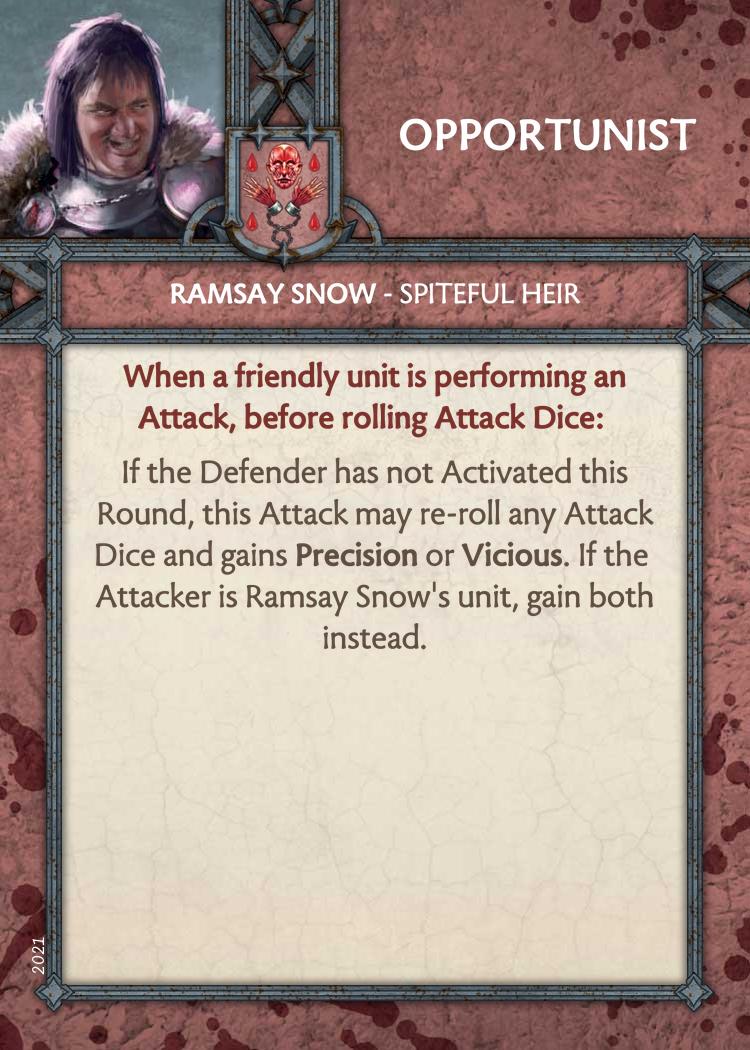 OPPORTUNIST
RAMSAY SNOW - SPITEFUL HEIR
When a friendly unit is performing an
Attack, before rolling Attack Dice:
If the Defender has not Activated this
Round, this Attack may re-roll any Attack
Dice and gains Precision or Vicious. If the
Attacker is Ramsay Snow's unit, gain both
instead.
2021